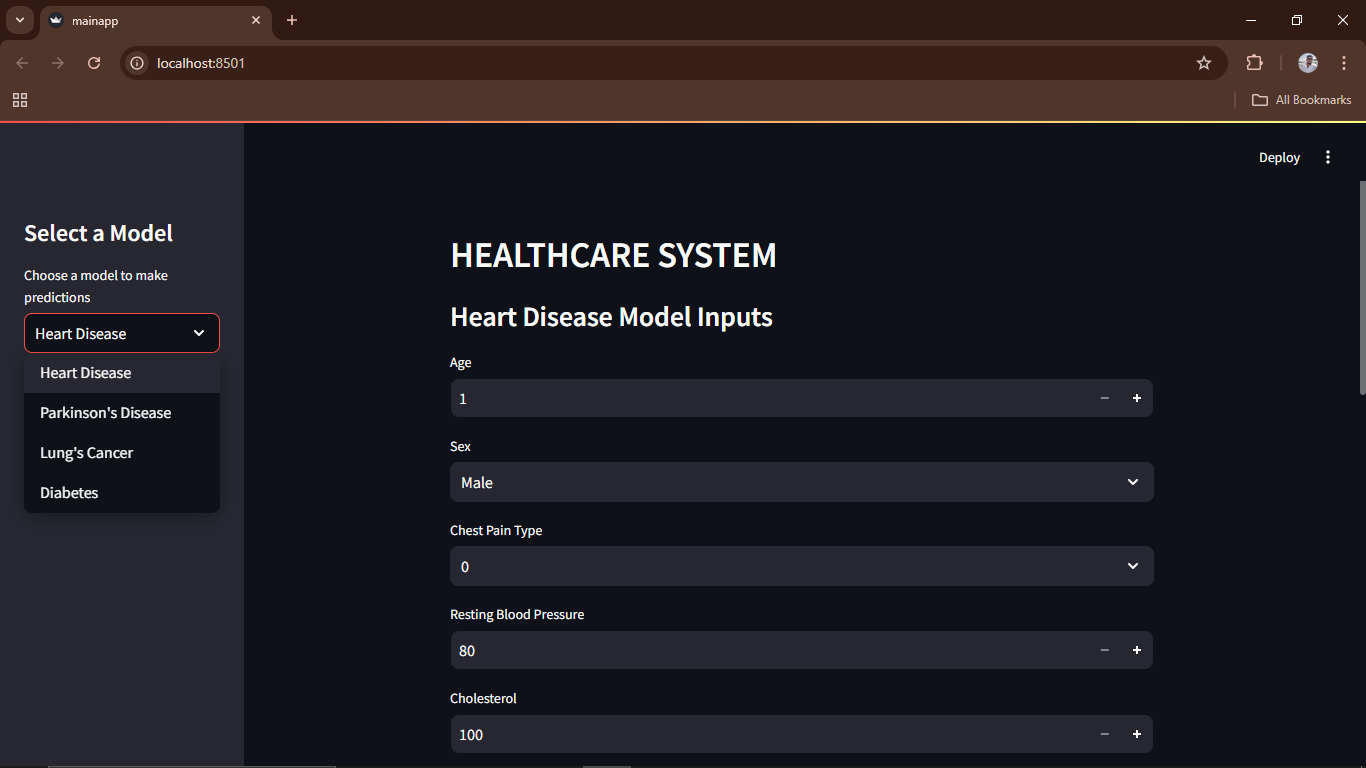 mainapp
localhost:8501
All Bookmarks
Deploy
Select a Model
Choose a model to make
predictions
Heart Disease
Heart Disease
Parkinson's Disease
Lung's Cancer
Diabetes
HEALTHCARE SYSTEM
Heart Disease Model Inputs
Age
1
Sex
Male
Chest Pain Type
0
Resting Blood Pressure
80
Cholesterol
100